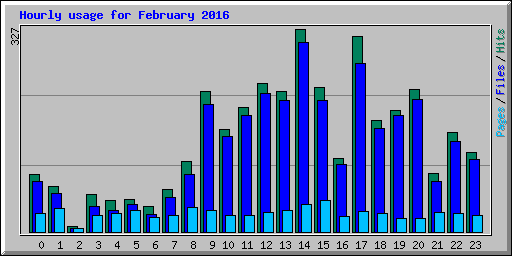 Hourly usage for February 2016
327
Pages / Files / Hits
0 1 2 3 4 5 6 7 8 9 10 11 12 13 14 15 16 17 18 19 20 21 22 23